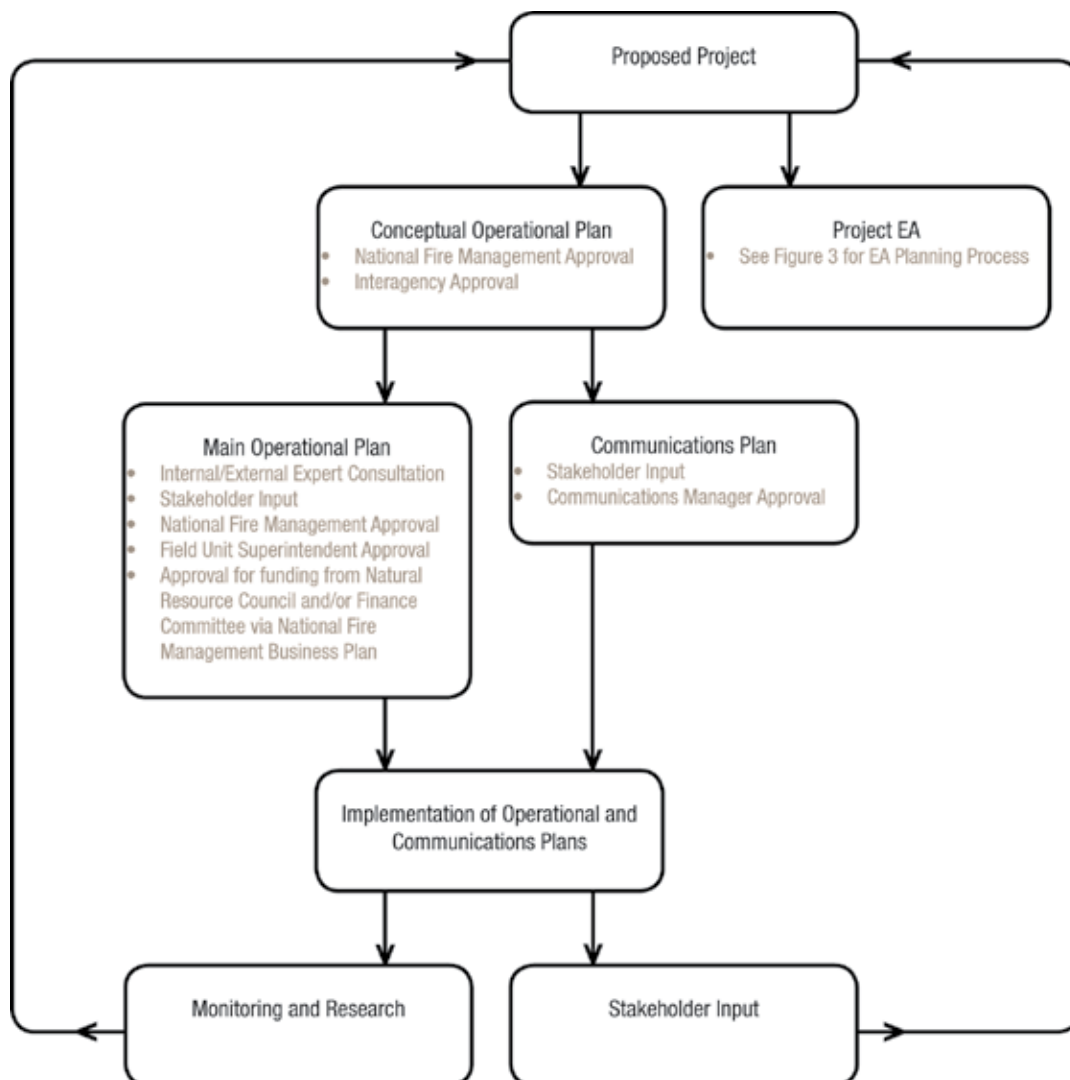 Proposed Project
Conceptual Operational Plan
• National Fire Management Approval
• Interagency Approval
Project EA
• See Figure 3 for EA Planning Process
Main Operational Plan
• Internal/External Expert Consultation
• Stakeholder Input
• National Fire Management Approval
• Field Unit Superintendent Approval
• Approval for funding from Natural
Resource Council and/or Finance
Committee via National Fire
Management Business Plan
Communications Plan
• Stakeholder Input
• Communications Manager Approval
Implementation of Operational and
Communications Plans
Monitoring and Research
Stakeholder Input